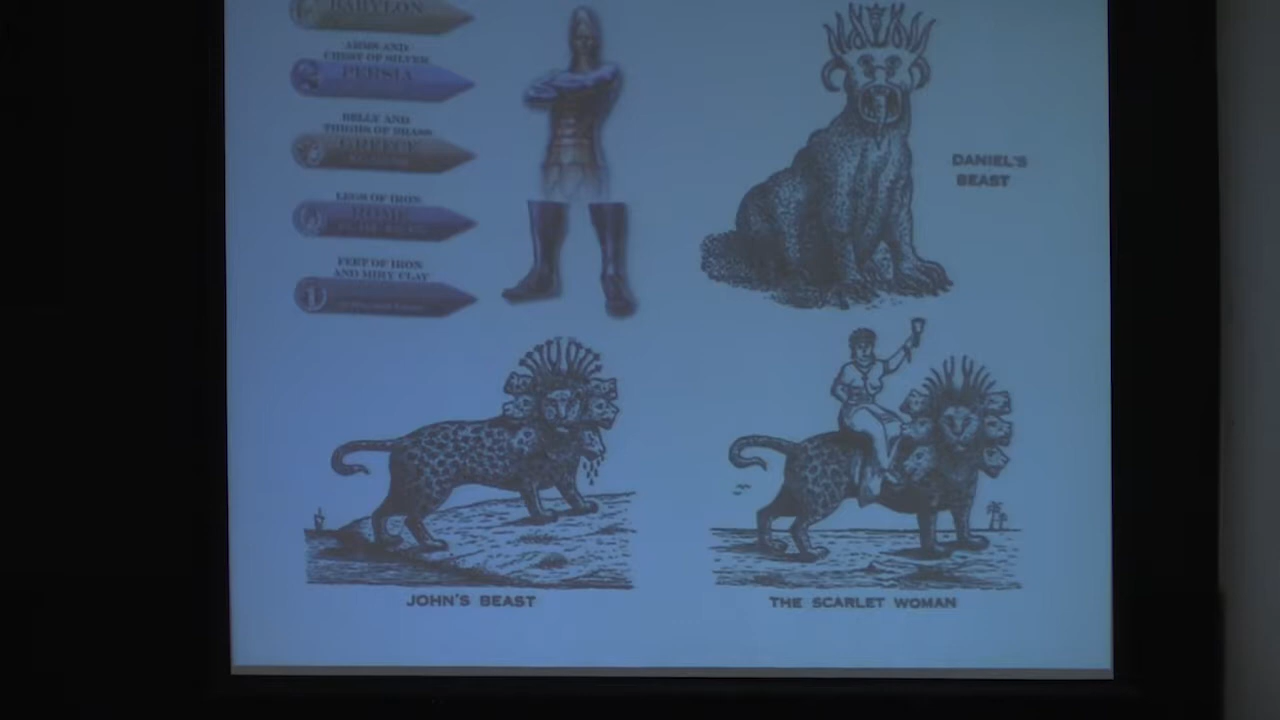 BABYLON
ARMS AND
CHEST OF SILVER
PERSIA
BELLY AND
THIGHS OF BRASS
GREECE
LEGS OF IRON
ROME
FEET OF IRON
AND MIRY CLAY
DANIEL'S
BEAST
JOHN'S BEAST
THE SCARLET WOMAN